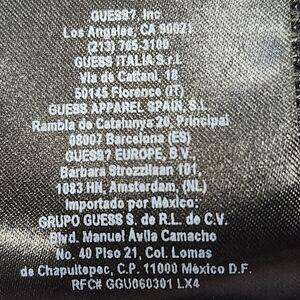 GUESS?, Inc
Los Angeles, CA 90021
(213) 765-3100
GUESS ITALIA S.r.L
Via de Cattani, 18
50145 Florence (IT)
GUESS APPAREL SPAIN, S.L
Rambla de Catalunya 20, Principal
08007 Barcelona (ES)
GUESS? EUROPE, B.V.
Barbara Strozzilaan 101,
1083 HN, Amsterdam, (NL)
Importado por México:
GRUPO GUESS S. de R.L. de C.V.
Blvd. Manuel Ávila Camacho
No. 40 Piso 21, Col. Lomas
de Chapultepec, C.P. 11000 México D.F.
RFC# GGU060301 LX4